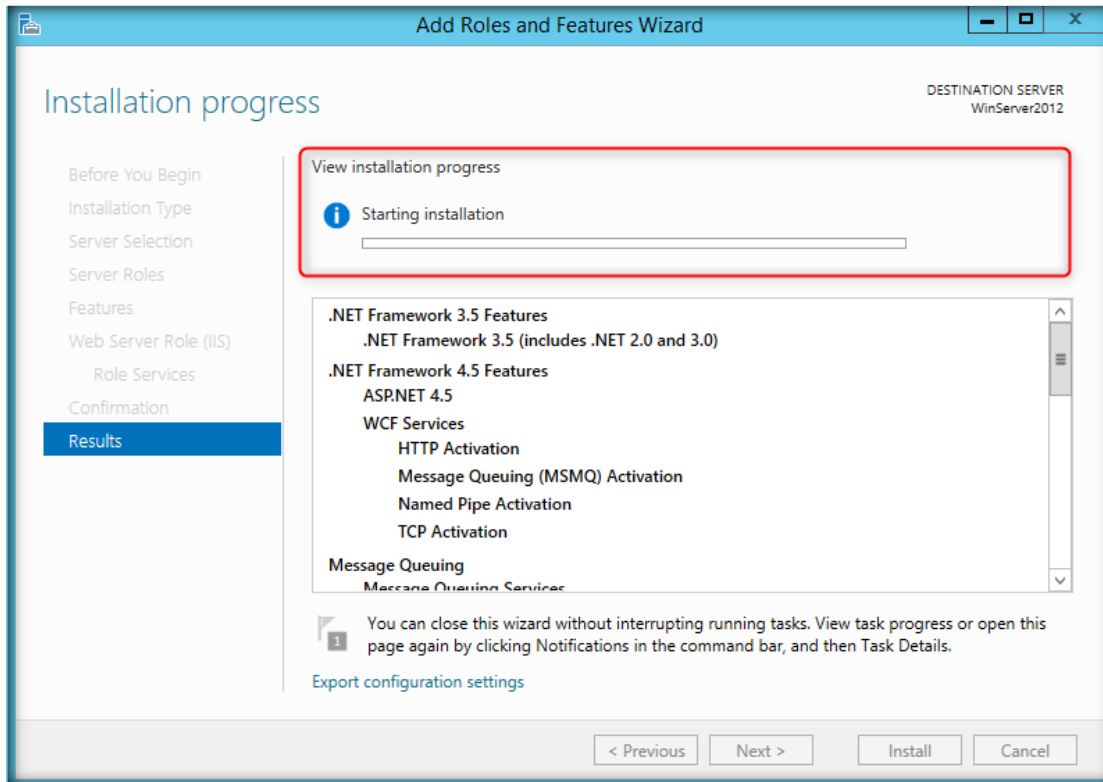 Add Roles and Features Wizard
Installation progress
DESTINATION SERVER
WinServer2012
Before You Begin
Installation Type
Server Selection
Server Roles
Features
Web Server Role (IIS)
Role Services
Confirmation
Results
View installation progress
Starting installation
.NET Framework 3.5 Features
.NET Framework 3.5 (includes .NET 2.0 and 3.0)
.NET Framework 4.5 Features
ASP.NET 4.5
WCF Services
HTTP Activation
Message Queuing (MSMQ) Activation
Named Pipe Activation
TCP Activation
Message Queuing
Message Queuing Services
1
You can close this wizard without interrupting running tasks. View task progress or open this
page again by clicking Notifications in the command bar, and then Task Details.
Export configuration settings
< Previous
Next >
Install
Cancel